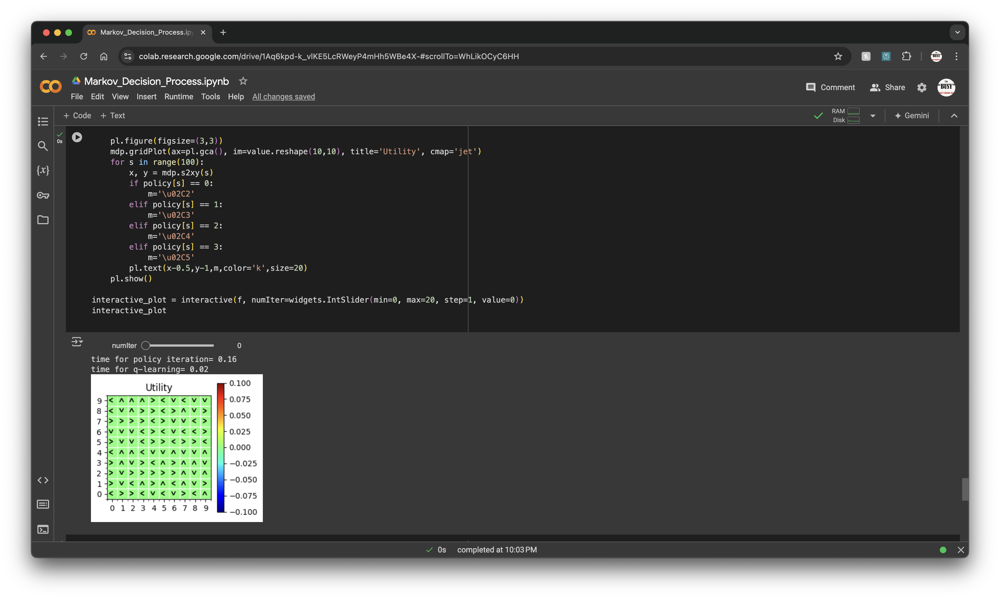 Markov_Decision_Process.ipy
colab.research.google.com/drive/1Aq6kpd-k_vlKE5LcRWeyP4mHh5WBe4X-#scrollTo=WhLikOCyC6HH
Markov_Decision_Process.ipynb
Comment
Share
I'm
"BUSY"
don't disturb me
File Edit View Insert Runtime Tools Help All changes saved
+ Code + Text
RAM
Disk
Gemini
0s
pl.figure(figsize=(3,3))
mdp.gridPlot(ax=pl.gca(), im=value.reshape(10,10), title='Utility', cmap='jet')
for s in range(100):
x, y = mdp.s2xy(s)
if policy[s] == 0:
m='\u02C2'
elif policy[s] == 1:
m='\u02C3'
elif policy[s] == 2:
m='\u02C4'
elif policy[s] == 3:
m='\u02C5'
pl.text(x-0.5,y-1,m,color='k',size=20)
pl.show()
interactive_plot = interactive(f, numIter=widgets.IntSlider(min=0, max=20, step=1, value=0))
interactive_plot
{x}
numIter 0
time for policy iteration= 0.16
time for q-learning= 0.02
Utility
9 < ˄ ˄ ˄ > < ˅ < ˅ ˅
8 < ˅ ˄ > > < > ˄ ˅ >
7 > > > > < > ˅ ˅ < >
6 ˅ ˅ ˅ < > < ˅ < < >
5 > ˅ ˅ < > > < > > <
4 < ˄ ˄ < ˅ ˅ ˄ ˅ ˅ ˄
3 > ˄ ˅ > < ˄ > ˄ ˄ ˅
2 > ˅ > > > > > ˄ ˅ ˄
1 > ˅ < ˄ > ˄ < ˄ ˅ >
0 < > > < ˅ < ˅ > < ˄
0 1 2 3 4 5 6 7 8 9
0.100
0.075
0.050
0.025
0.000
−0.025
−0.050
−0.075
−0.100
0s completed at 10:03 PM